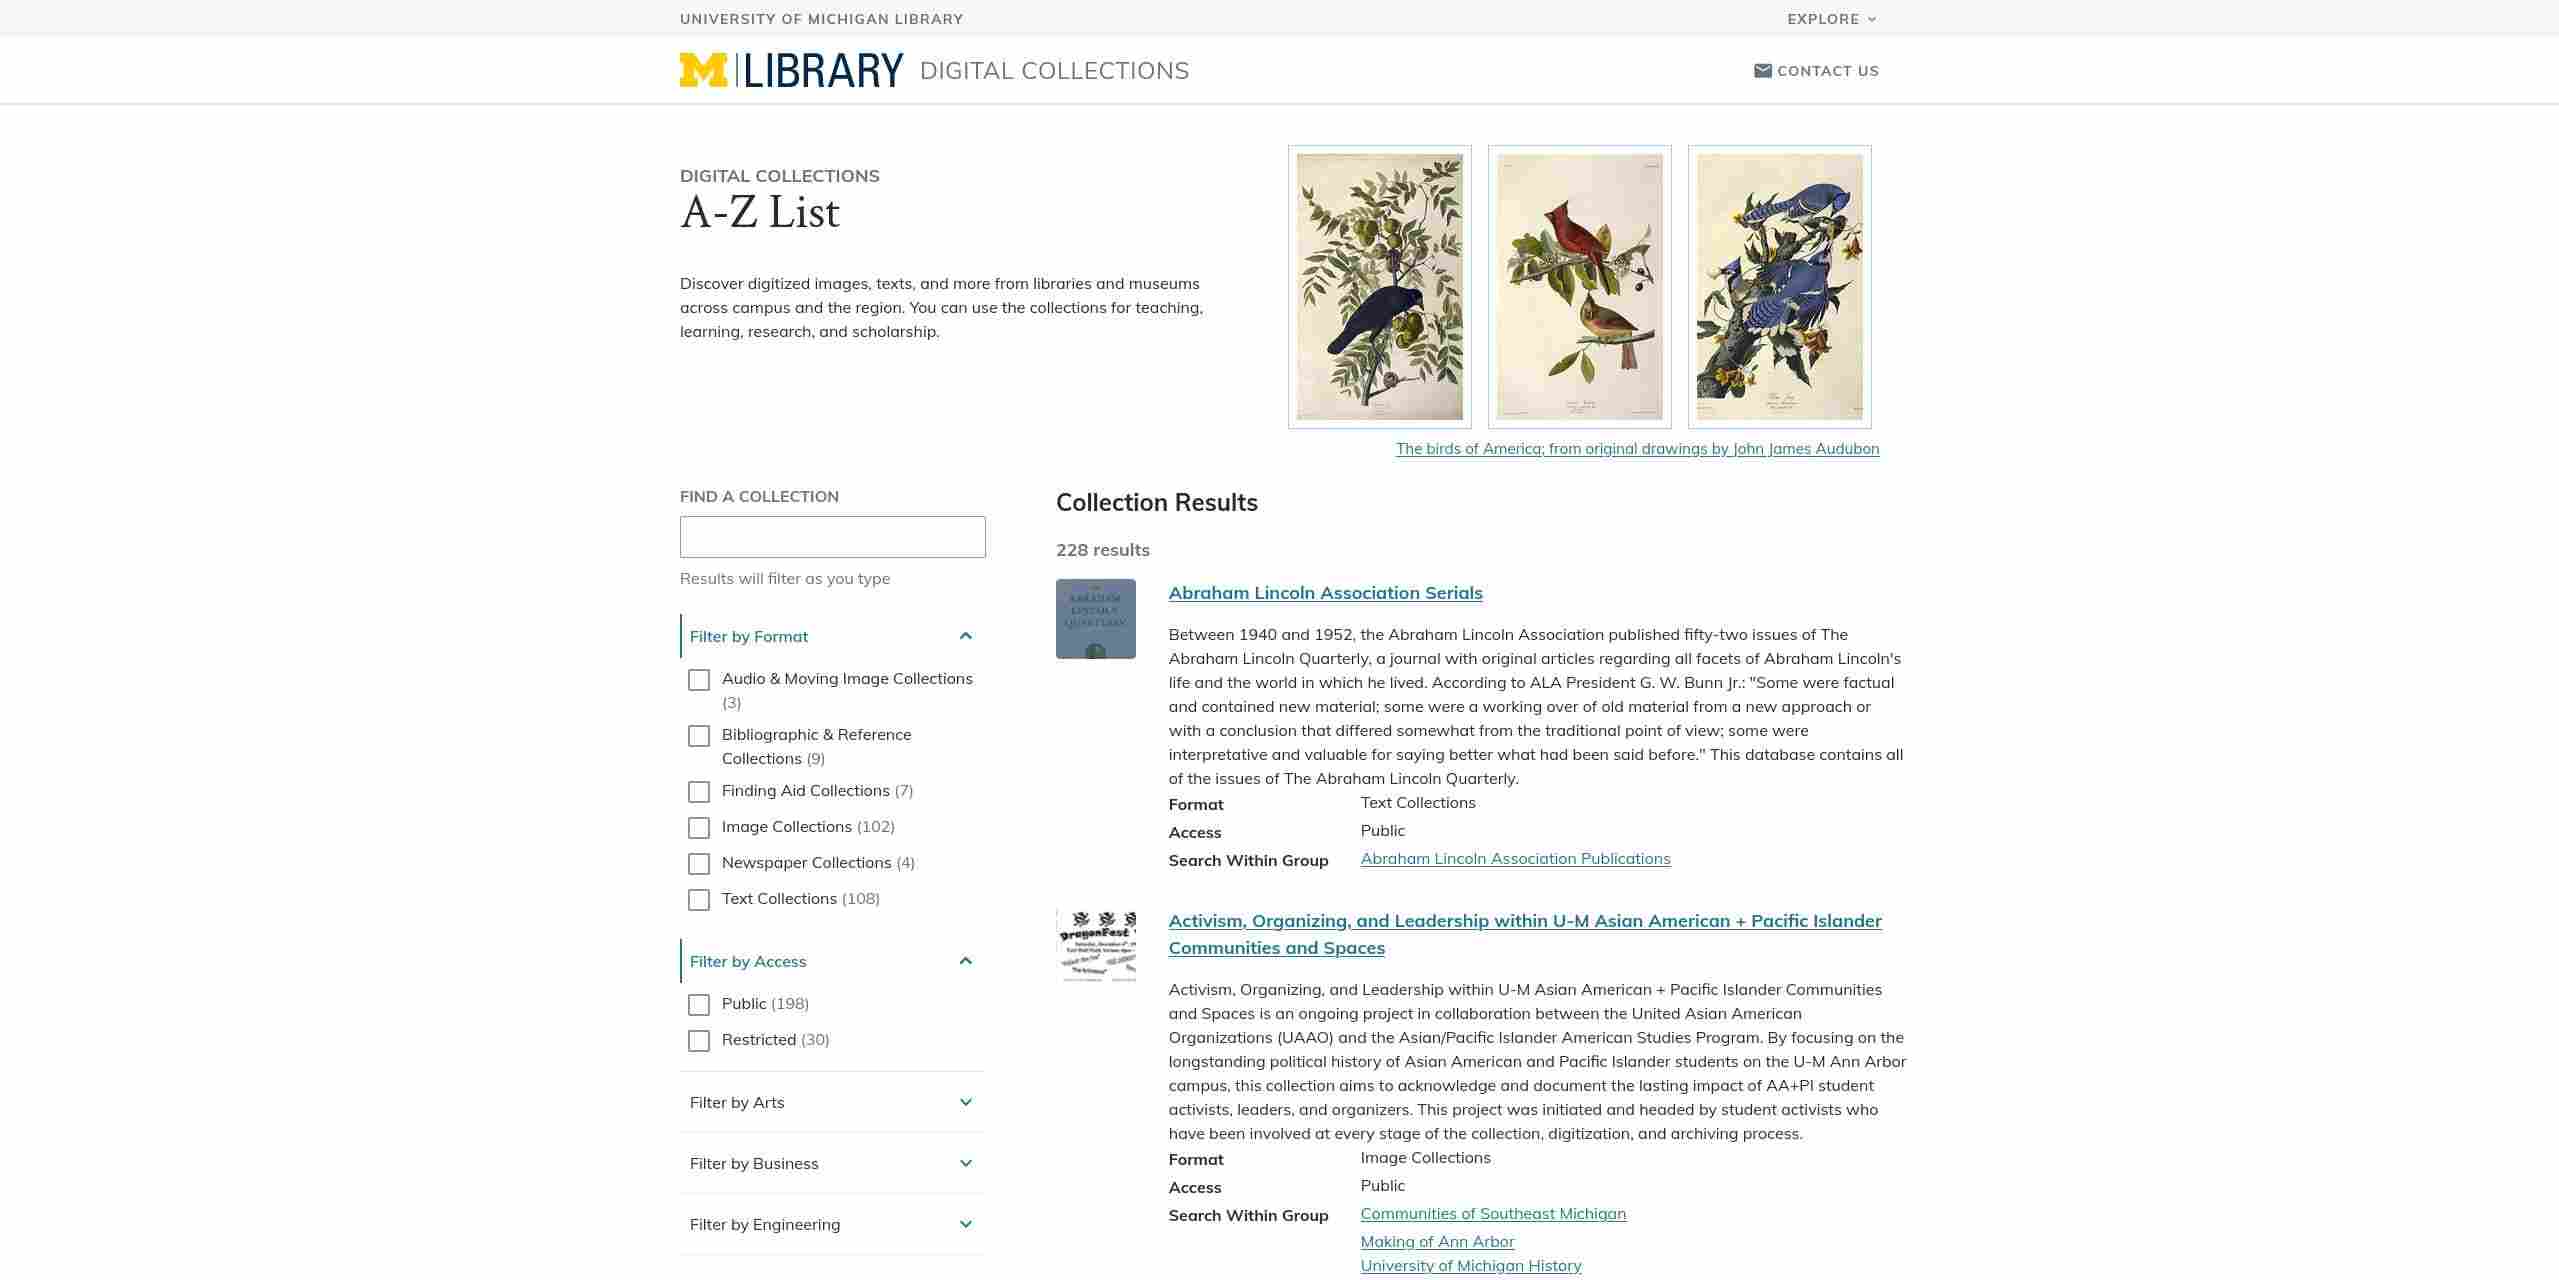 UNIVERSITY OF MICHIGAN LIBRARY
EXPLORE
M LIBRARY DIGITAL COLLECTIONS
CONTACT US
DIGITAL COLLECTIONS
A-Z List
Discover digitized images, texts, and more from libraries and museums
across campus and the region. You can use the collections for teaching,
learning, research, and scholarship.
The birds of America; from original drawings by John James Audubon
FIND A COLLECTION
Results will filter as you type
Filter by Format
Audio & Moving Image Collections
(3)
Bibliographic & Reference
Collections (9)
Finding Aid Collections (7)
Image Collections (102)
Newspaper Collections (4)
Text Collections (108)
Filter by Access
Public (198)
Restricted (30)
Filter by Arts
Filter by Business
Filter by Engineering
Collection Results
228 results
ABRAHAM
LINCOLN
QUARTERLY
Abraham Lincoln Association Serials
Between 1940 and 1952, the Abraham Lincoln Association published fifty-two issues of The
Abraham Lincoln Quarterly, a journal with original articles regarding all facets of Abraham Lincoln's
life and the world in which he lived. According to ALA President G. W. Bunn Jr.: "Some were factual
and contained new material; some were a working over of old material from a new approach or
with a conclusion that differed somewhat from the traditional point of view; some were
interpretative and valuable for saying better what had been said before." This database contains all
of the issues of The Abraham Lincoln Quarterly.
Format Text Collections
Access Public
Search Within Group Abraham Lincoln Association Publications
DragonFest
Activism, Organizing, and Leadership within U-M Asian American + Pacific Islander
Communities and Spaces
Activism, Organizing, and Leadership within U-M Asian American + Pacific Islander Communities
and Spaces is an ongoing project in collaboration between the United Asian American
Organizations (UAAO) and the Asian/Pacific Islander American Studies Program. By focusing on the
longstanding political history of Asian American and Pacific Islander students on the U-M Ann Arbor
campus, this collection aims to acknowledge and document the lasting impact of AA+PI student
activists, leaders, and organizers. This project was initiated and headed by student activists who
have been involved at every stage of the collection, digitization, and archiving process.
Format Image Collections
Access Public
Search Within Group Communities of Southeast Michigan
Making of Ann Arbor
University of Michigan History